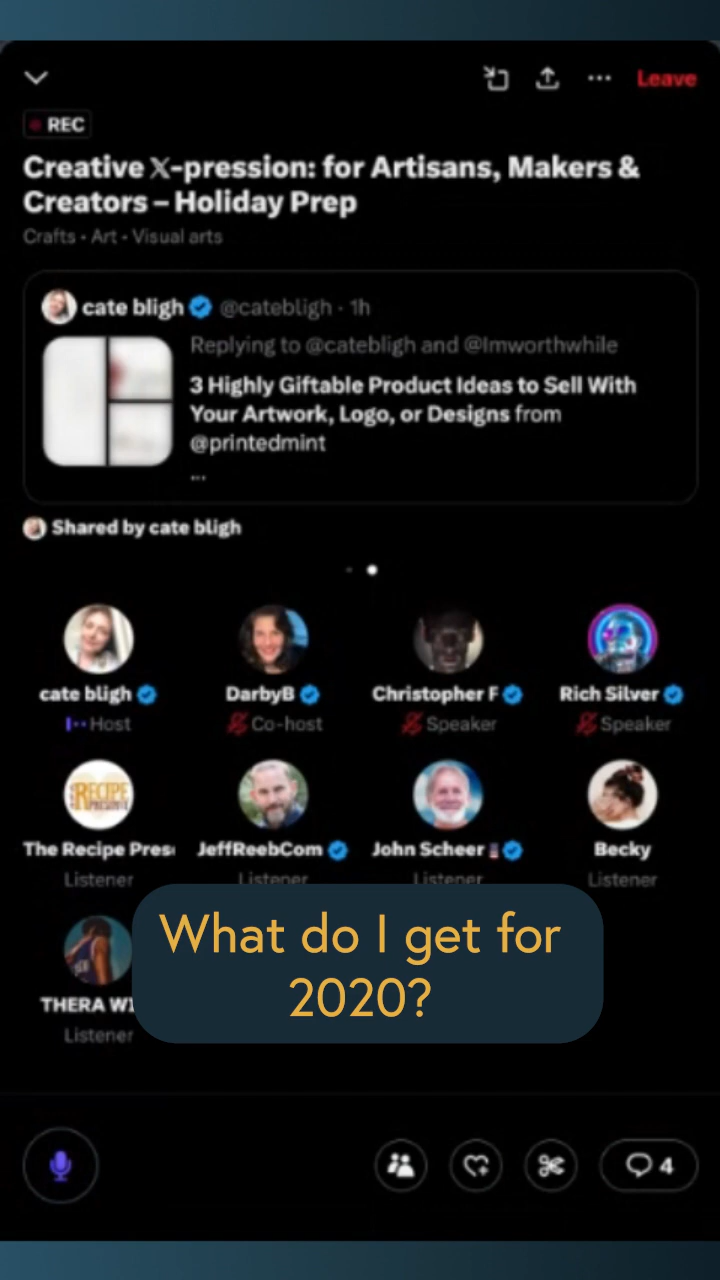 Leave
REC
Creative 𝕏-pression: for Artisans, Makers &
Creators – Holiday Prep
Crafts • Art • Visual arts
cate bligh @catebligh · 1h
Replying to @catebligh and @Imworthwhile
3 Highly Giftable Product Ideas to Sell With
Your Artwork, Logo, or Designs from
@printedmint
...
Shared by cate bligh
cate bligh DarbyB Christopher F Rich Silver
Host Co-host Speaker Speaker
RECIPE
The Recipe Pres JeffReebCom John Scheer Becky
Listener Listener Listener Listener
What do I get for
2020?
THERA WI
Listener
4